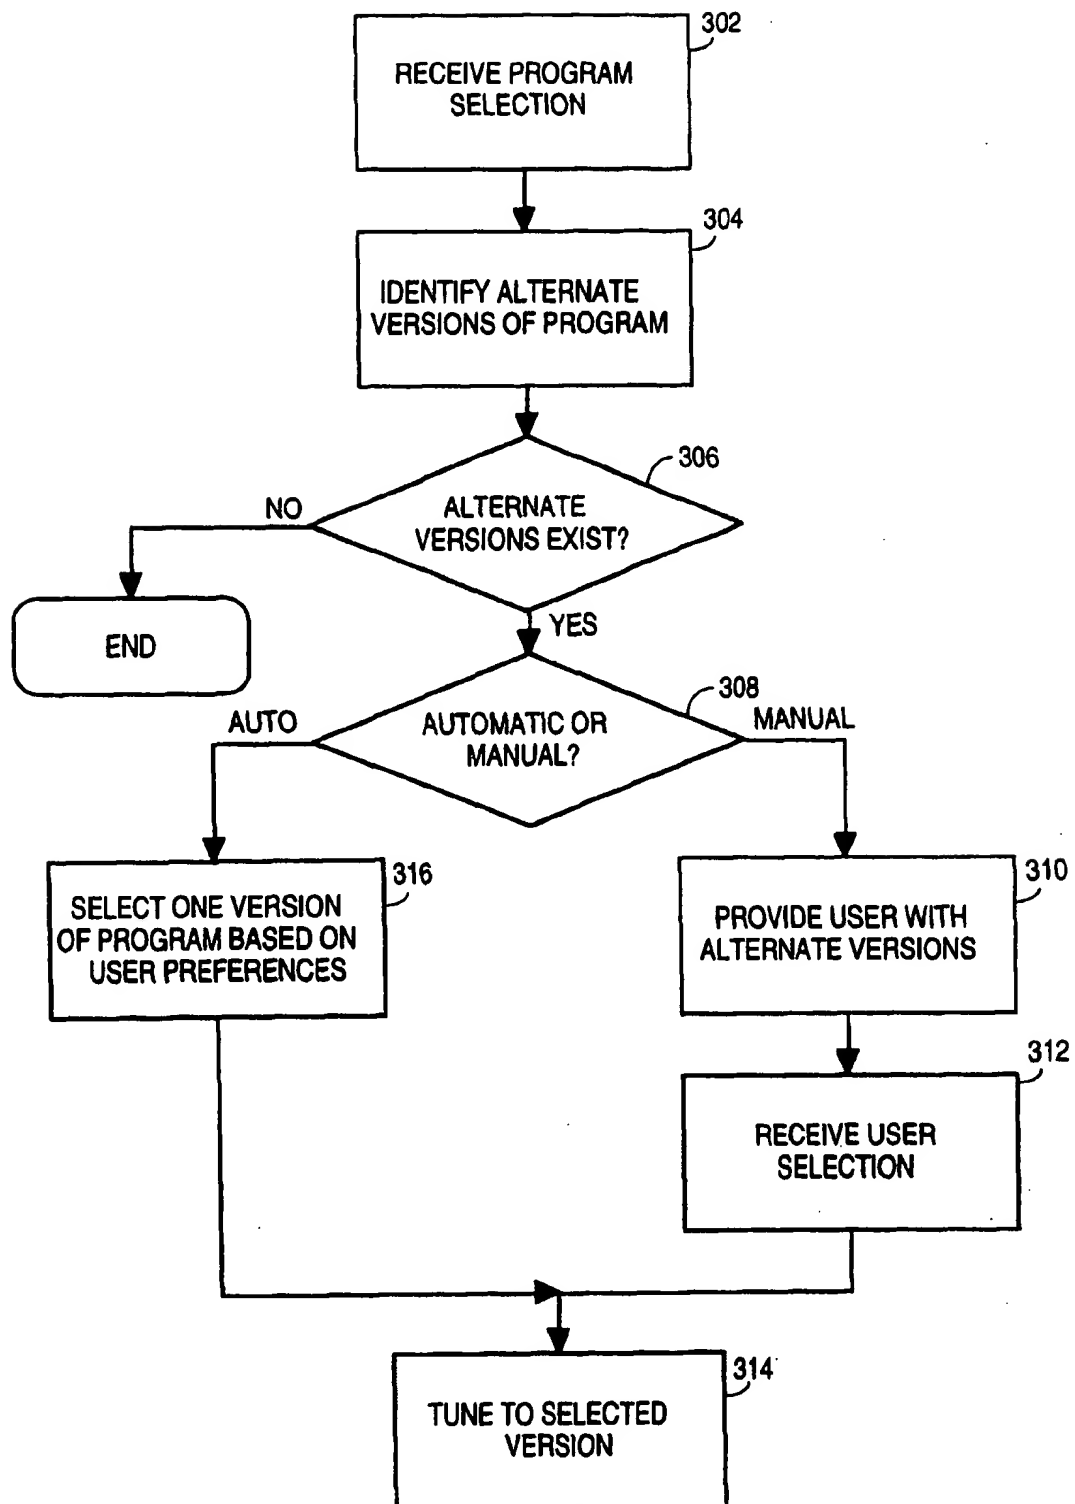 302
RECEIVE PROGRAM
SELECTION
304
IDENTIFY ALTERNATE
VERSIONS OF PROGRAM
306
ALTERNATE
VERSIONS EXIST?
NO
END
YES
308
AUTOMATIC OR
MANUAL?
AUTO
MANUAL
316
SELECT ONE VERSION
OF PROGRAM BASED ON
USER PREFERENCES
310
PROVIDE USER WITH
ALTERNATE VERSIONS
312
RECEIVE USER
SELECTION
314
TUNE TO SELECTED
VERSION